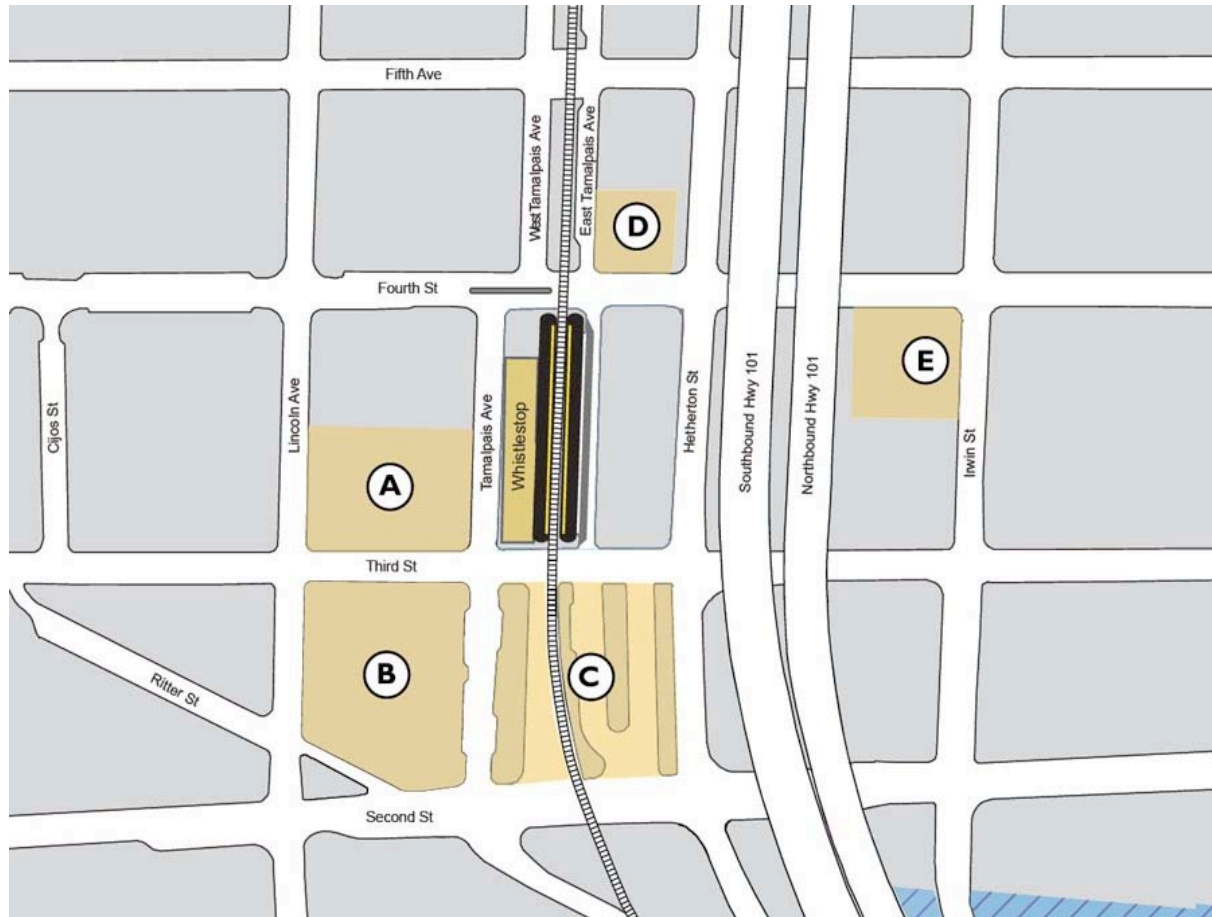 Fifth Ave
West Tamalpais Ave
East Tamalpais Ave
D
Fourth St
E
Cijos St
Lincoln Ave
Tamalpais Ave
Whistlestop
Hetherton St
Southbound Hwy 101
Northbound Hwy 101
Irwin St
A
Third St
B
C
Ritter St
Second St